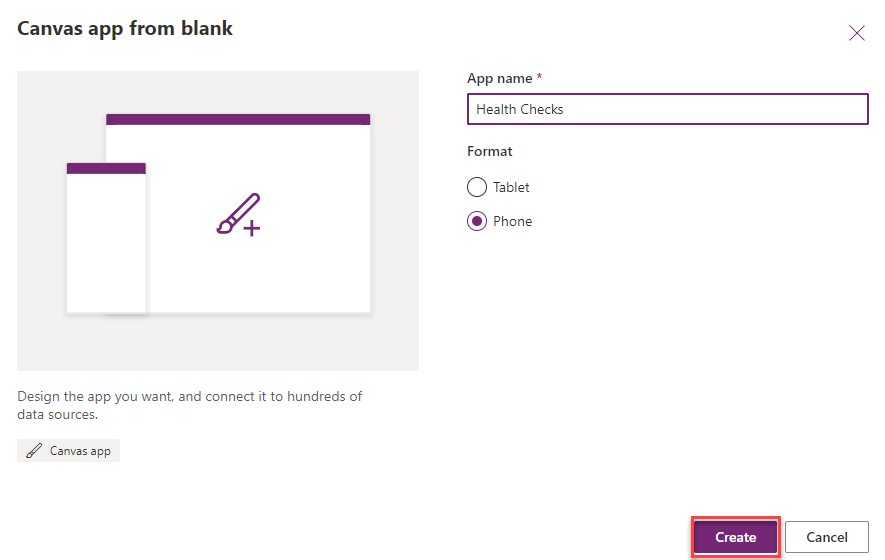 Canvas app from blank
App name *
Health Checks
Format
Tablet
Phone
Design the app you want, and connect it to hundreds of
data sources.
Canvas app
Create
Cancel